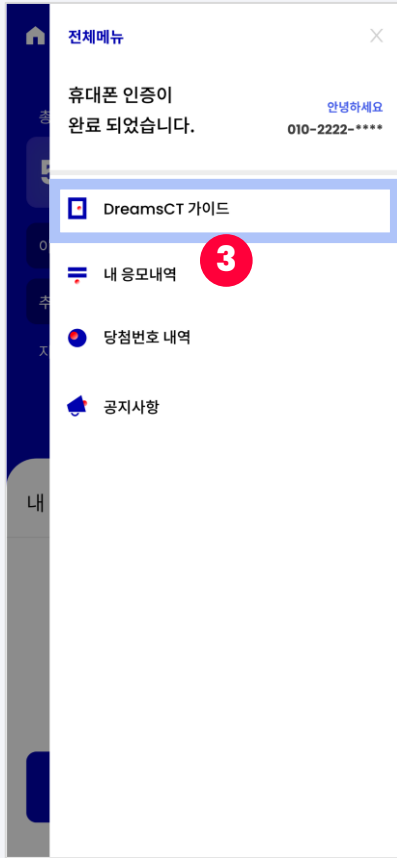 전체메뉴
휴대폰 인증이
완료 되었습니다.
안녕하세요
010-2222-****
DreamsCT 가이드
3
내 응모내역
당첨번호 내역
공지사항
내